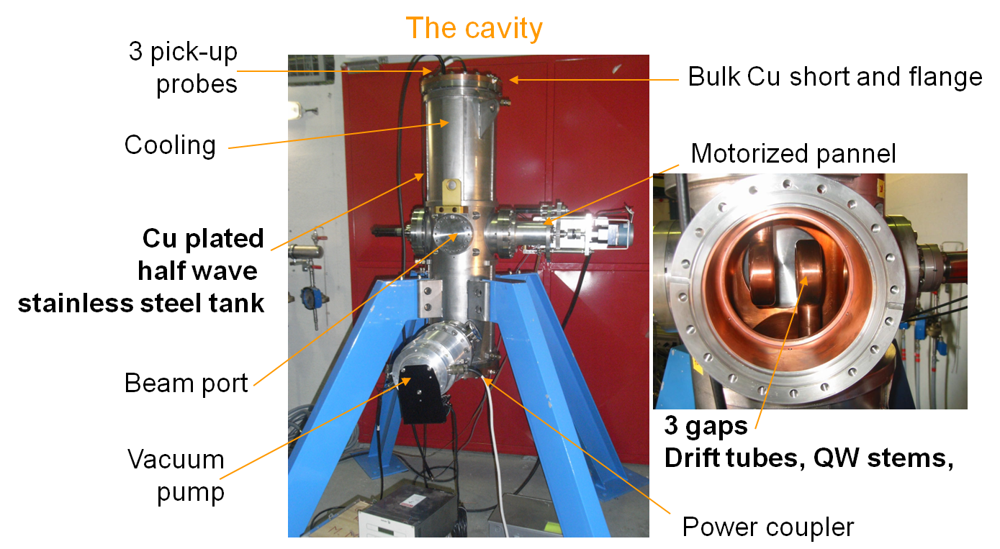 The cavity
3 pick-up
probes
Bulk Cu short and flange
Cooling
Motorized pannel
Cu plated
half wave
stainless steel tank
Beam port
3 gaps
Drift tubes, QW stems,
Vacuum
pump
Power coupler